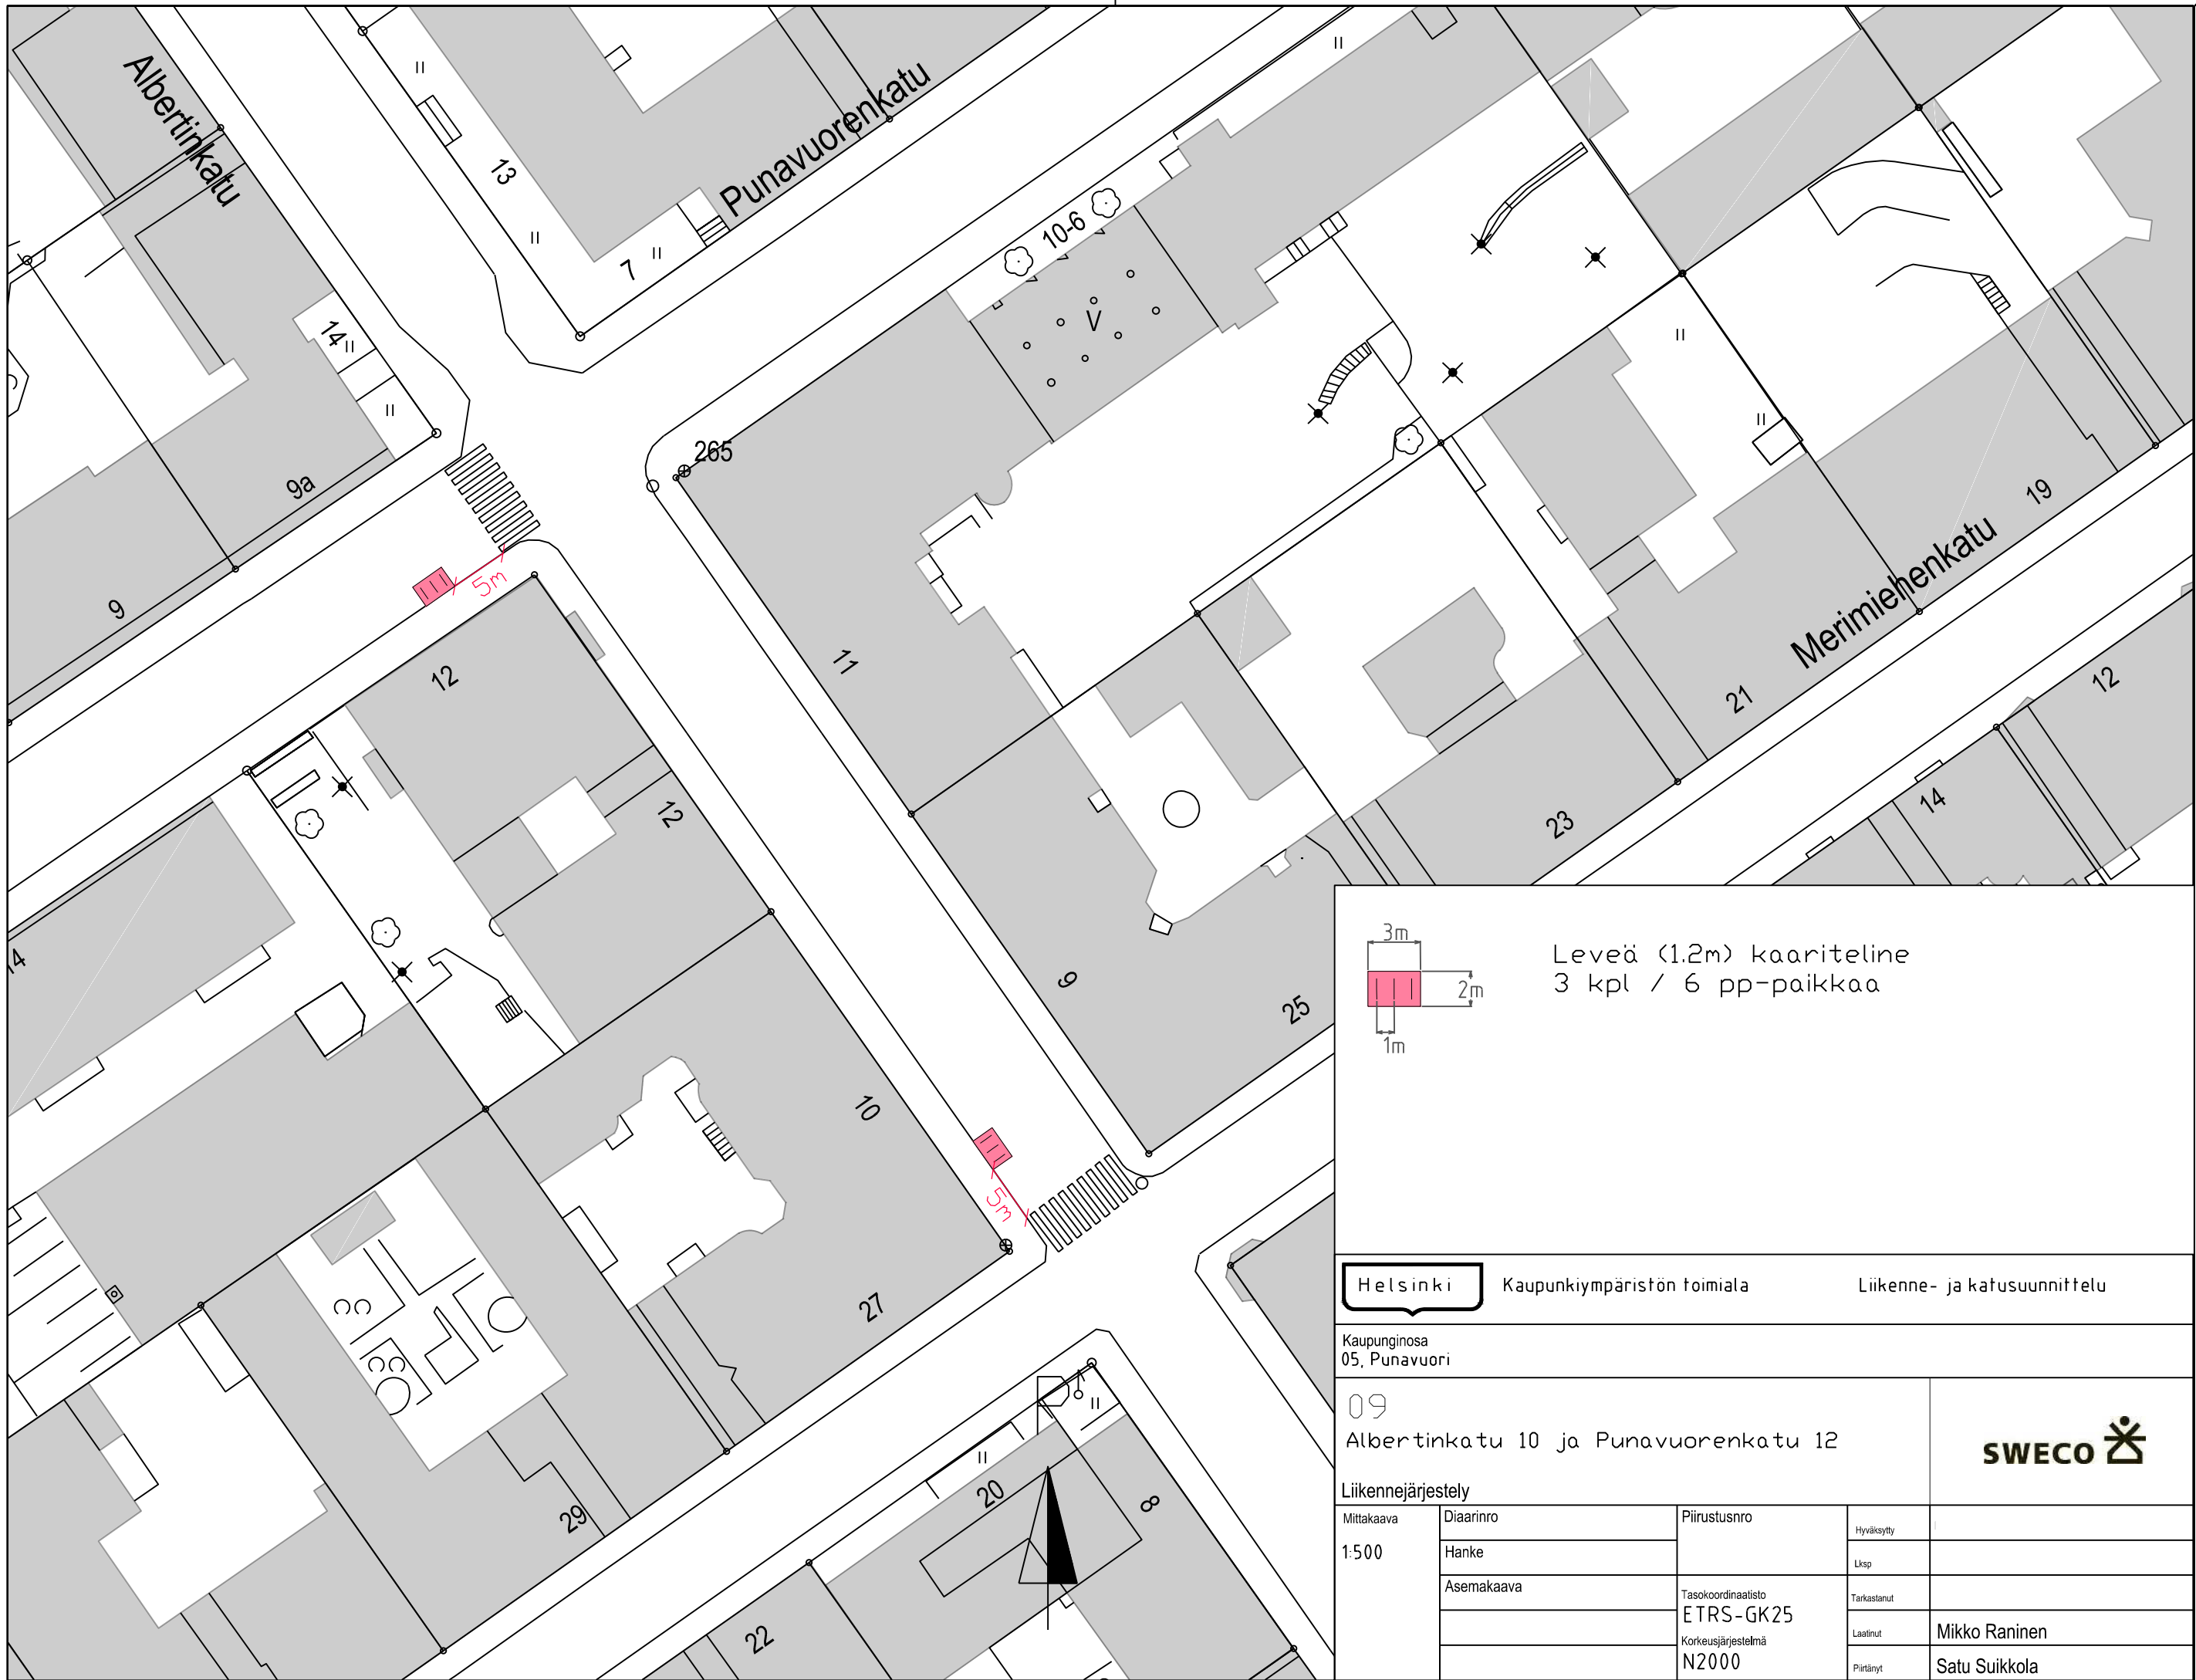 Albertinkatu
Punavuorenkatu
13
7
10-6
14
V
265
9a
9
5m
12
11
12
19
Merimiehenkatu
21
12
14
23
14
9
25
10
5m
27
29
20
8
22
3m
2m
1m
Leveä (1.2m) kaariteline
3 kpl / 6 pp-paikkaa
Helsinki Kaupunkiympäristön toimiala Liikenne- ja katusuunnittelu
Kaupunginosa
05, Punavuori
09
Albertinkatu 10 ja Punavuorenkatu 12
SWECO
Liikennejärjestely
Mittakaava
1:500
Diaarinro
Hanke
Asemakaava
Piirustusnro
Tasokoordinaatisto
ETRS-GK25
Korkeusjärjestelmä
N2000
Hyväksytty
Lksp
Tarkastanut
Laatinut Mikko Raninen
Piirtänyt Satu Suikkola